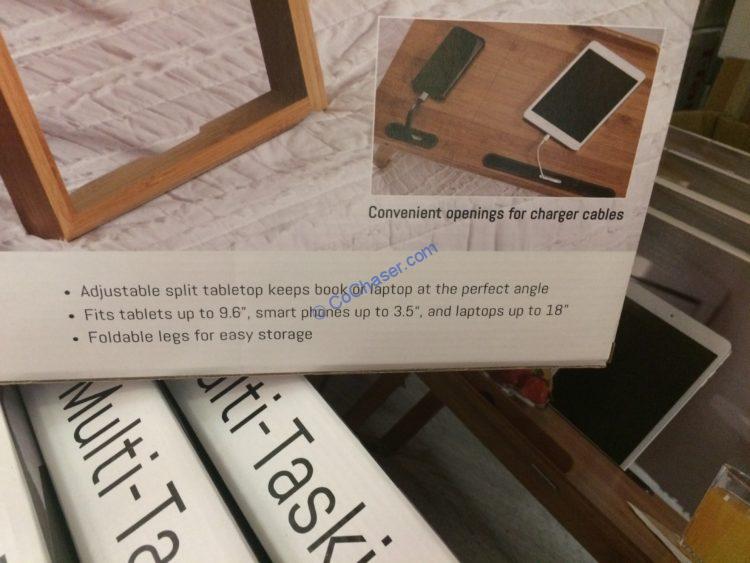 Convenient openings for charger cables
© CoChaser.com
• Adjustable split tabletop keeps book or laptop at the perfect angle
• Fits tablets up to 9.6”, smart phones up to 3.5”, and laptops up to 18”
• Foldable legs for easy storage
Multi-Ta
ulti-Taski